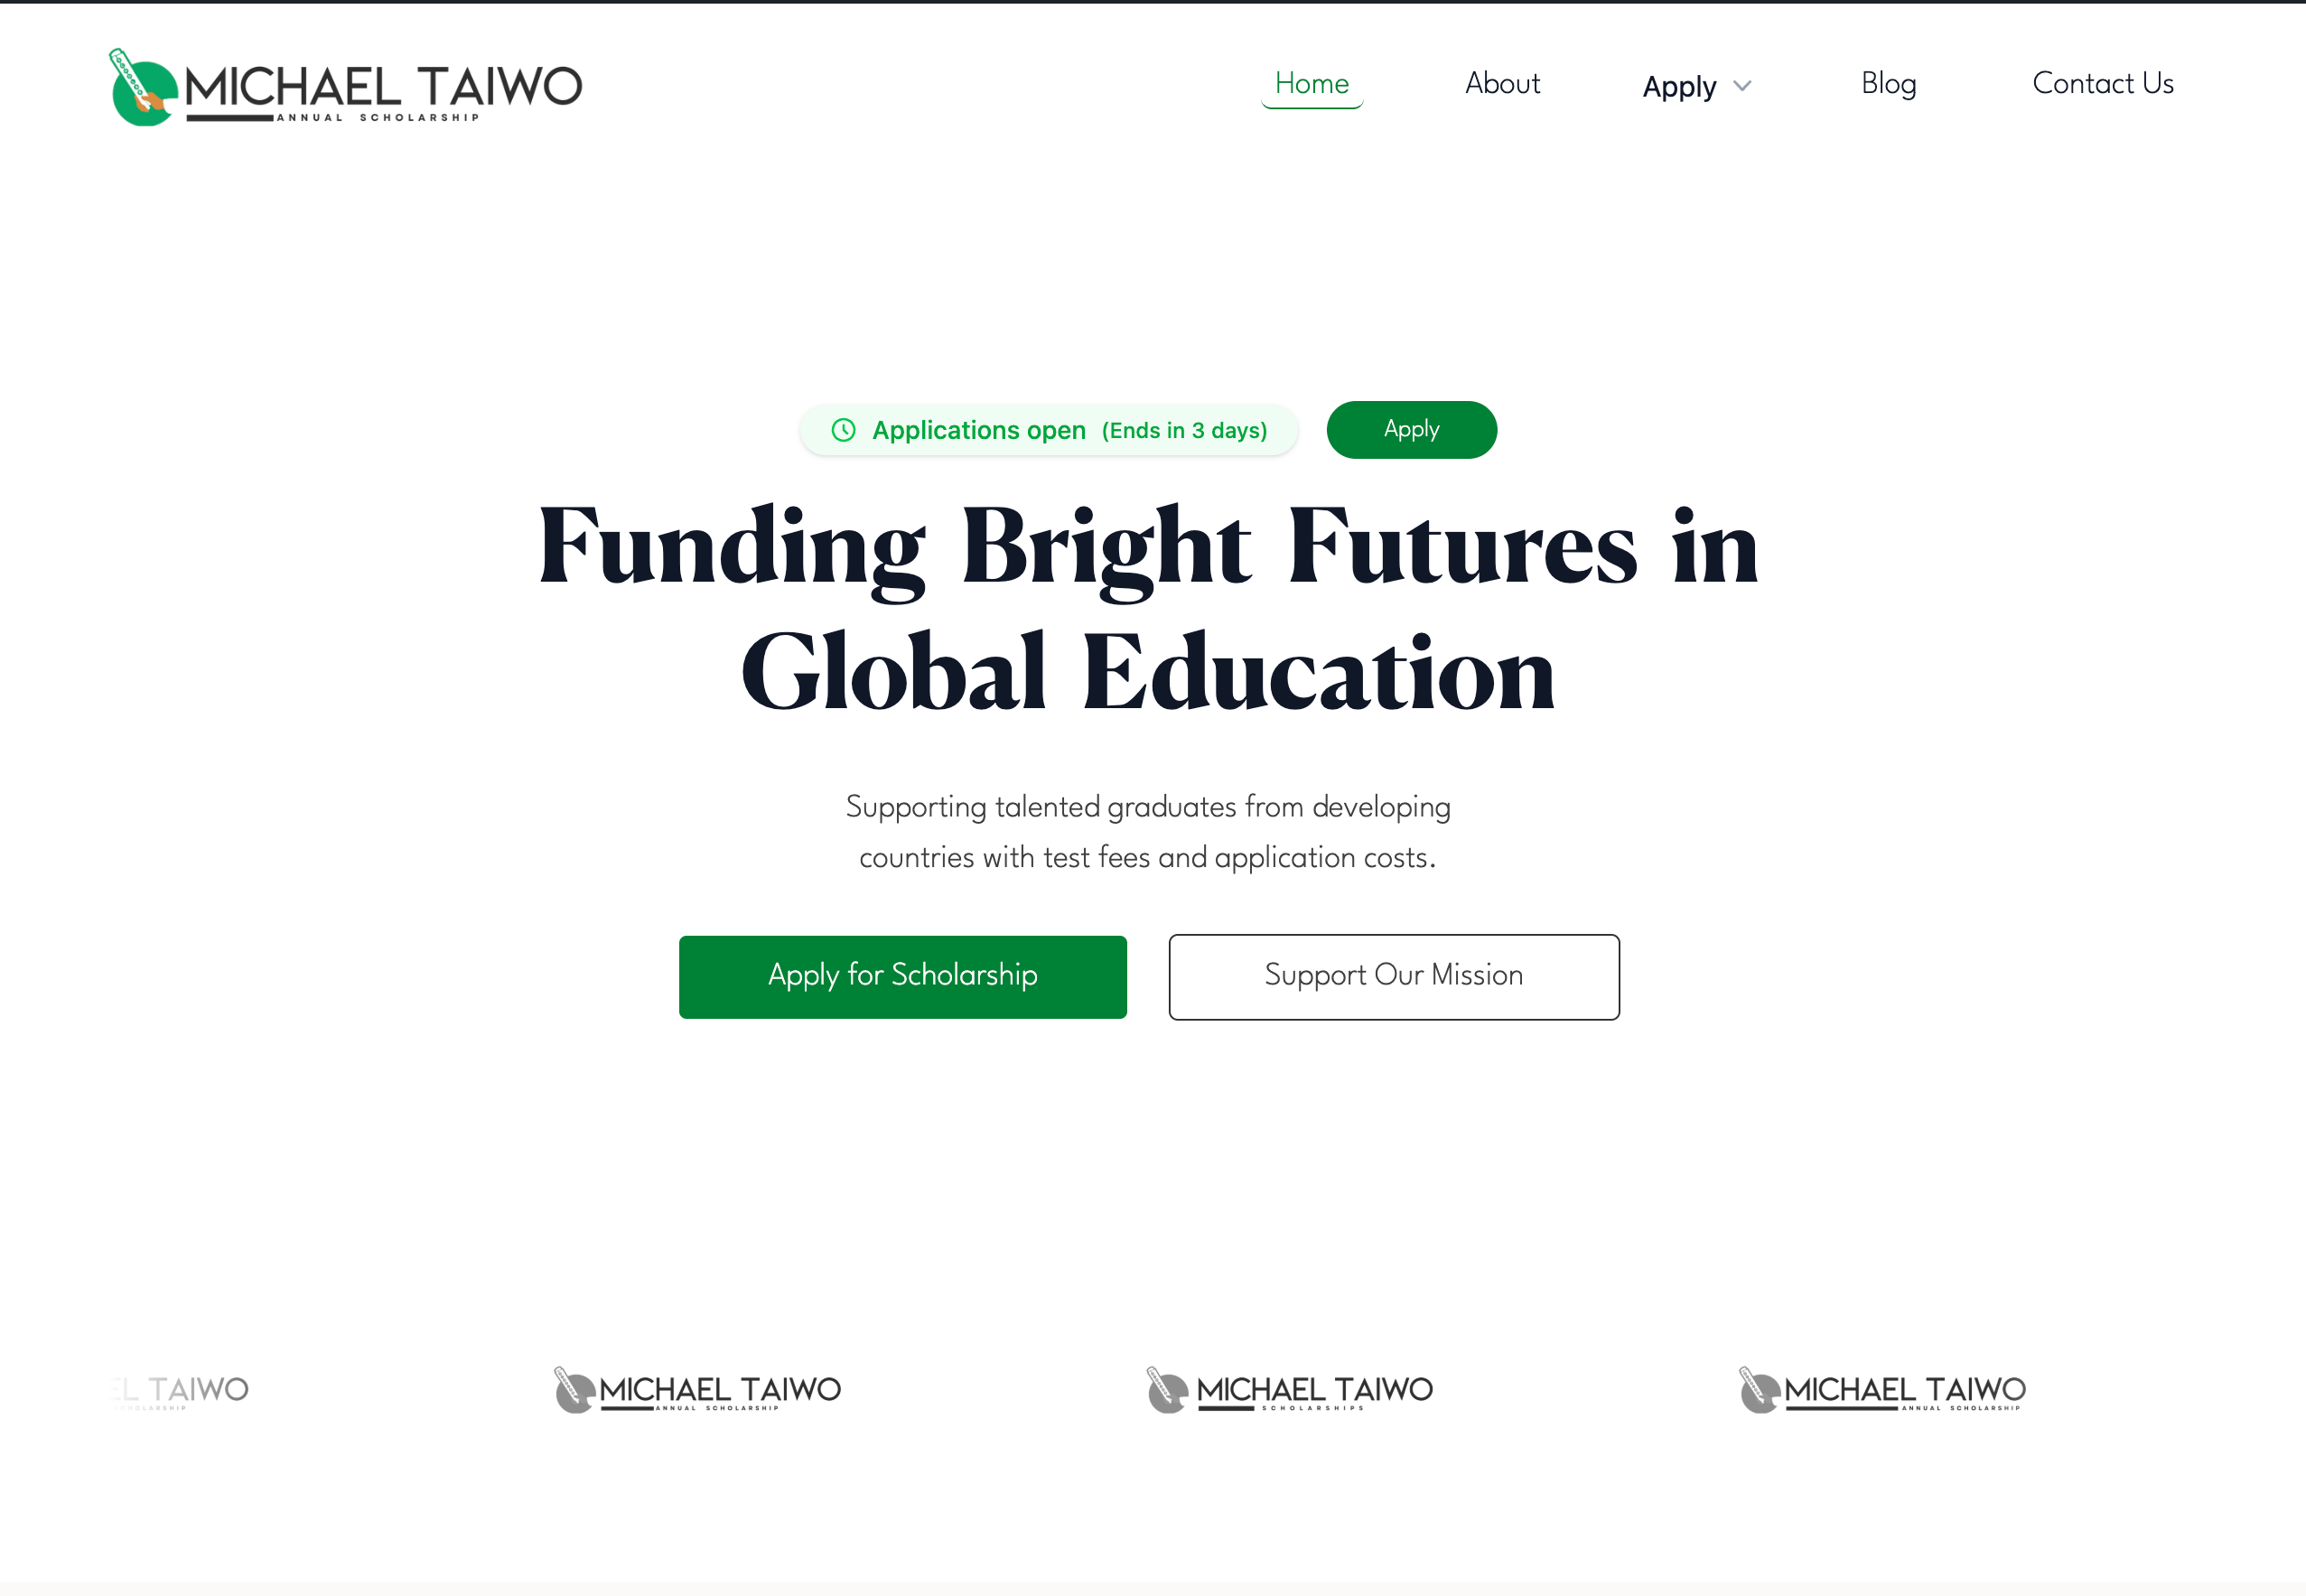 MICHAEL TAIWO
ANNUAL SCHOLARSHIP
Home
About
Apply
Blog
Contact Us
Applications open (Ends in 3 days)
Apply
Funding Bright Futures in
Global Education
Supporting talented graduates from developing
countries with test fees and application costs.
Apply for Scholarship
Support Our Mission
EL TAIWO
SCHOLARSHIP
MICHAEL TAIWO
ANNUAL SCHOLARSHIP
MICHAEL TAIWO
SCHOLARSHIPS
MICHAEL TAIWO
ANNUAL SCHOLARSHIP